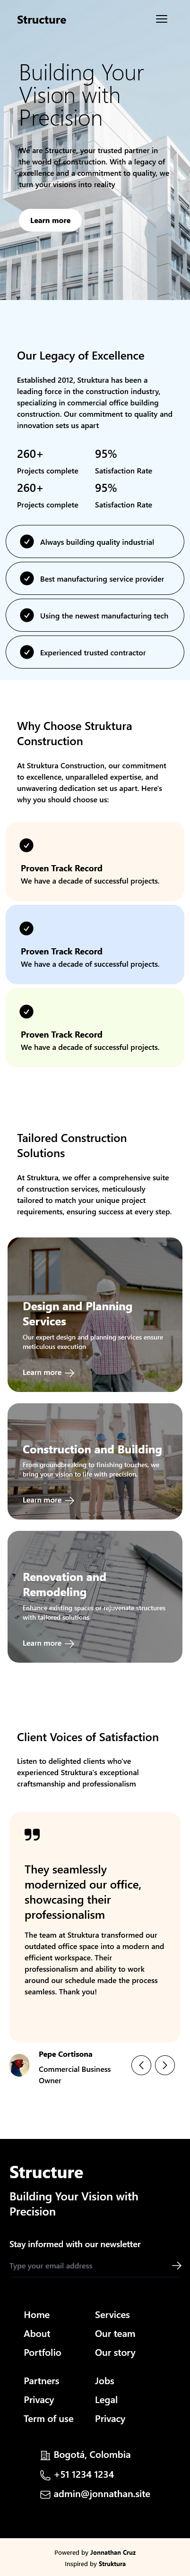 Structure
Building Your
Vision with
Precision
We are Structure, your trusted partner in
the world of construction. With a legacy of
excellence and a commitment to quality, we
turn your visions into reality
Learn more
Our Legacy of Excellence
Established 2012, Struktura has been a
leading force in the construction industry,
specializing in commercial office building
construction. Our commitment to quality and
innovation sets us apart
260+ 95%
Projects complete Satisfaction Rate
260+ 95%
Projects complete Satisfaction Rate
Always building quality industrial
Best manufacturing service provider
Using the newest manufacturing tech
Experienced trusted contractor
Why Choose Struktura
Construction
At Struktura Construction, our commitment
to excellence, unparalleled expertise, and
unwavering dedication set us apart. Here's
why you should choose us:
Proven Track Record
We have a decade of successful projects.
Proven Track Record
We have a decade of successful projects.
Proven Track Record
We have a decade of successful projects.
Tailored Construction
Solutions
At Struktura, we offer a comprehensive suite
of construction services, meticulously
tailored to match your unique project
requirements, ensuring success at every step.
Design and Planning
Services
Our expert design and planning services ensure
meticulous execution
Learn more
Construction and Building
From groundbreaking to finishing touches, we
bring your vision to life with precision.
Learn more
Renovation and
Remodeling
Enhance existing spaces or rejuvenate structures
with tailored solutions
Learn more
Client Voices of Satisfaction
Listen to delighted clients who've
experienced Struktura's exceptional
craftsmanship and professionalism
They seamlessly
modernized our office,
showcasing their
professionalism
The team at Struktura transformed our
outdated office space into a modern and
efficient workspace. Their
professionalism and ability to work
around our schedule made the process
seamless. Thank you!
Pepe Cortisona
Commercial Business
Owner
Structure
Building Your Vision with
Precision
Stay informed with our newsletter
Type your email address
Home Services
About Our team
Portfolio Our story
Partners Jobs
Privacy Legal
Term of use Privacy
Bogotá, Colombia
+51 1234 1234
admin@jonnathan.site
Powered by Jonnathan Cruz
Inspired by Struktura